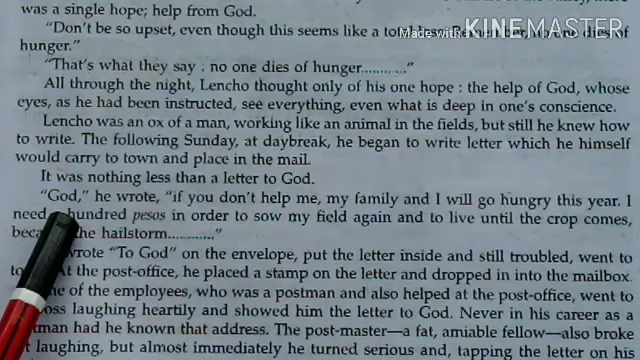 was a single hope; help from God.
"Don't be so upset, even though this seems like a total loss. Remember, no one dies of
hunger."
"That's what they say : no one dies of hunger..........."
All through the night, Lencho thought only of his one hope : the help of God, whose
eyes, as he had been instructed, see everything, even what is deep in one's conscience.
Lencho was an ox of a man, working like an animal in the fields, but still he knew how
to write. The following Sunday, at daybreak, he began to write letter which he himself
would carry to town and place in the mail.
It was nothing less than a letter to God.
"God," he wrote, "if you don't help me, my family and I will go hungry this year. I
need hundred pesos in order to sow my field again and to live until the crop comes,
the hailstorm..........."
wrote "To God" on the envelope, put the letter inside and still troubled, went to
At the post-office, he placed a stamp on the letter and dropped in into the mailbox.
of the employees, who was a postman and also helped at the post-office, went to
laughing heartily and showed him the letter to God. Never in his career as a
had he known that address. The post-master—a fat, amiable fellow—also broke
laughing, but almost immediately he turned serious and, tapping the letter on his
Made with KINEMASTER